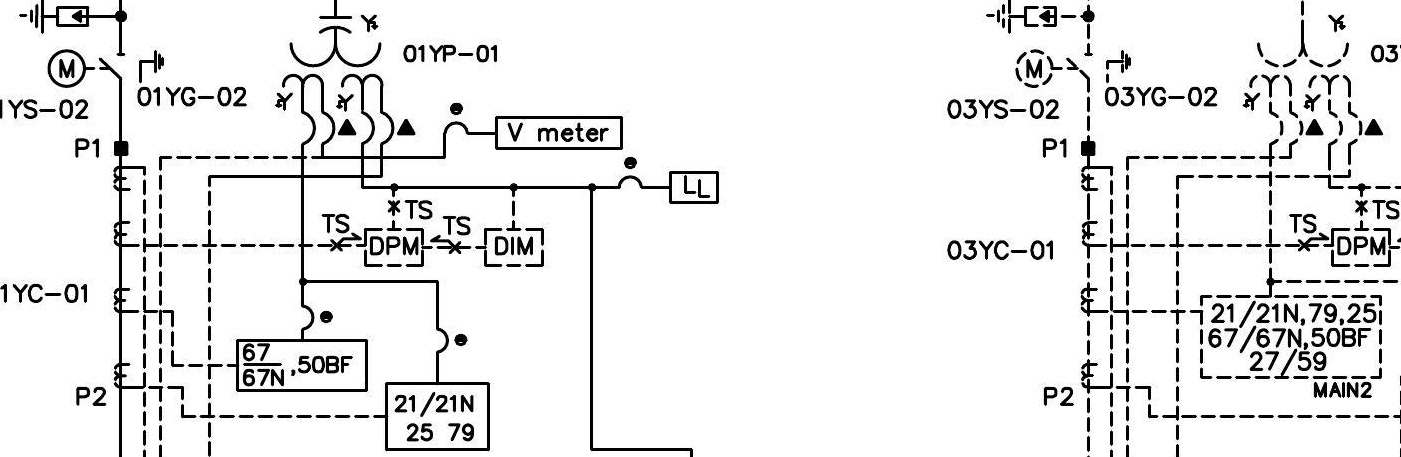 01YP-01
M
01YG-02
1YS-02
P1
V meter
LL
TS
TS
TS
DPM
DIM
1YC-01
67
67N
,50BF
P2
21/21N
25 79
03Y
M
03YG-02
03YS-02
P1
TS
TS
DPM
03YC-01
21/21N,79,25
67/67N,50BF
27/59
MAIN2
P2